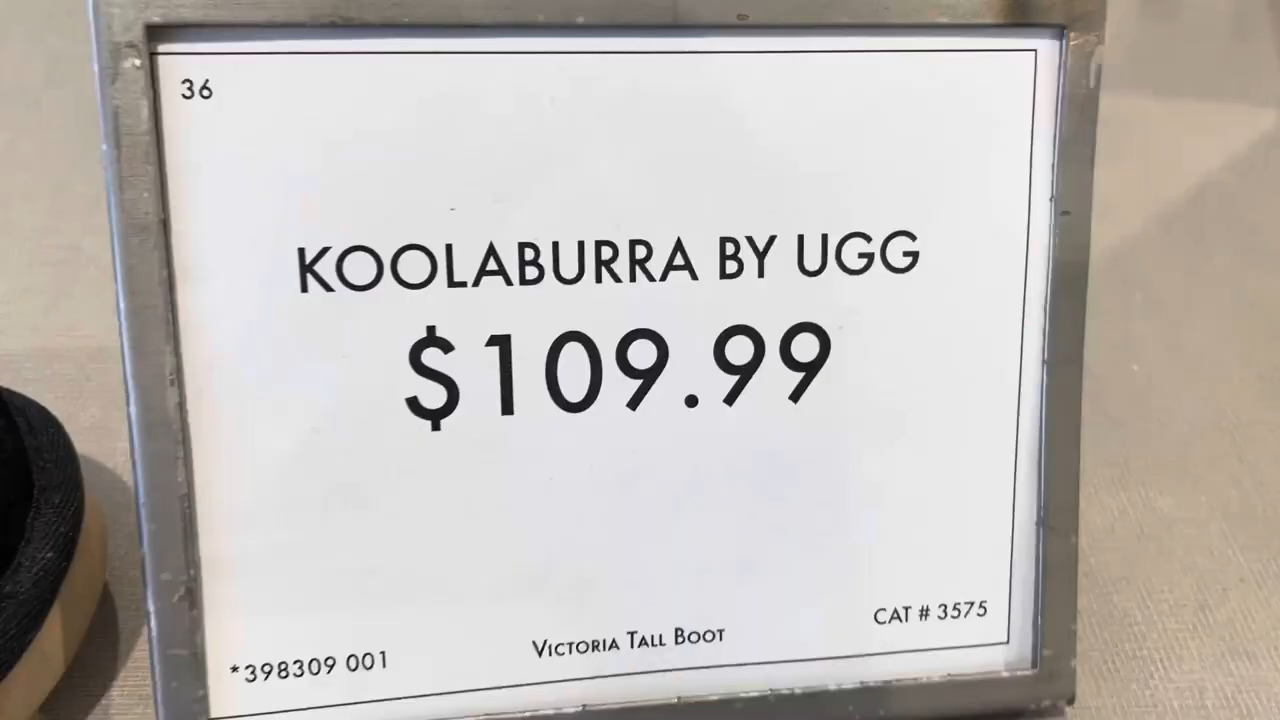 36
KOOLABURRA BY UGG
$109.99
*398309 001
VICTORIA TALL BOOT
CAT # 3575